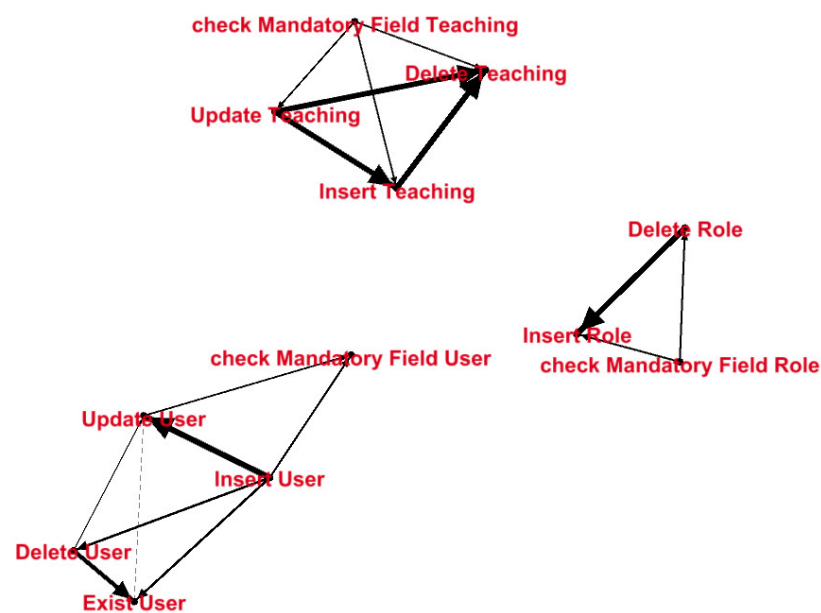 check Mandatory Field Teaching
Delete Teaching
Update Teaching
Insert Teaching
Delete Role
Insert Role
check Mandatory Field Role
check Mandatory Field User
Update User
Insert User
Delete User
Exist User